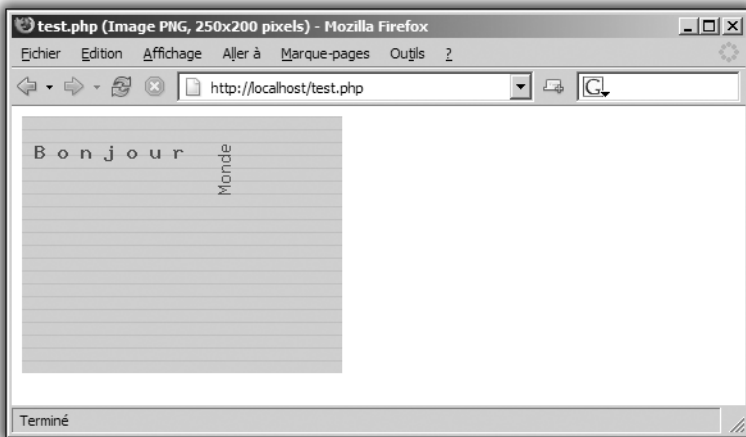 test.php (Image PNG, 250x200 pixels) - Mozilla Firefox
Fichier Edition Affichage Aller à Marque-pages Outils ?
http://localhost/test.php
G
B o n j o u r
Monde
Terminé